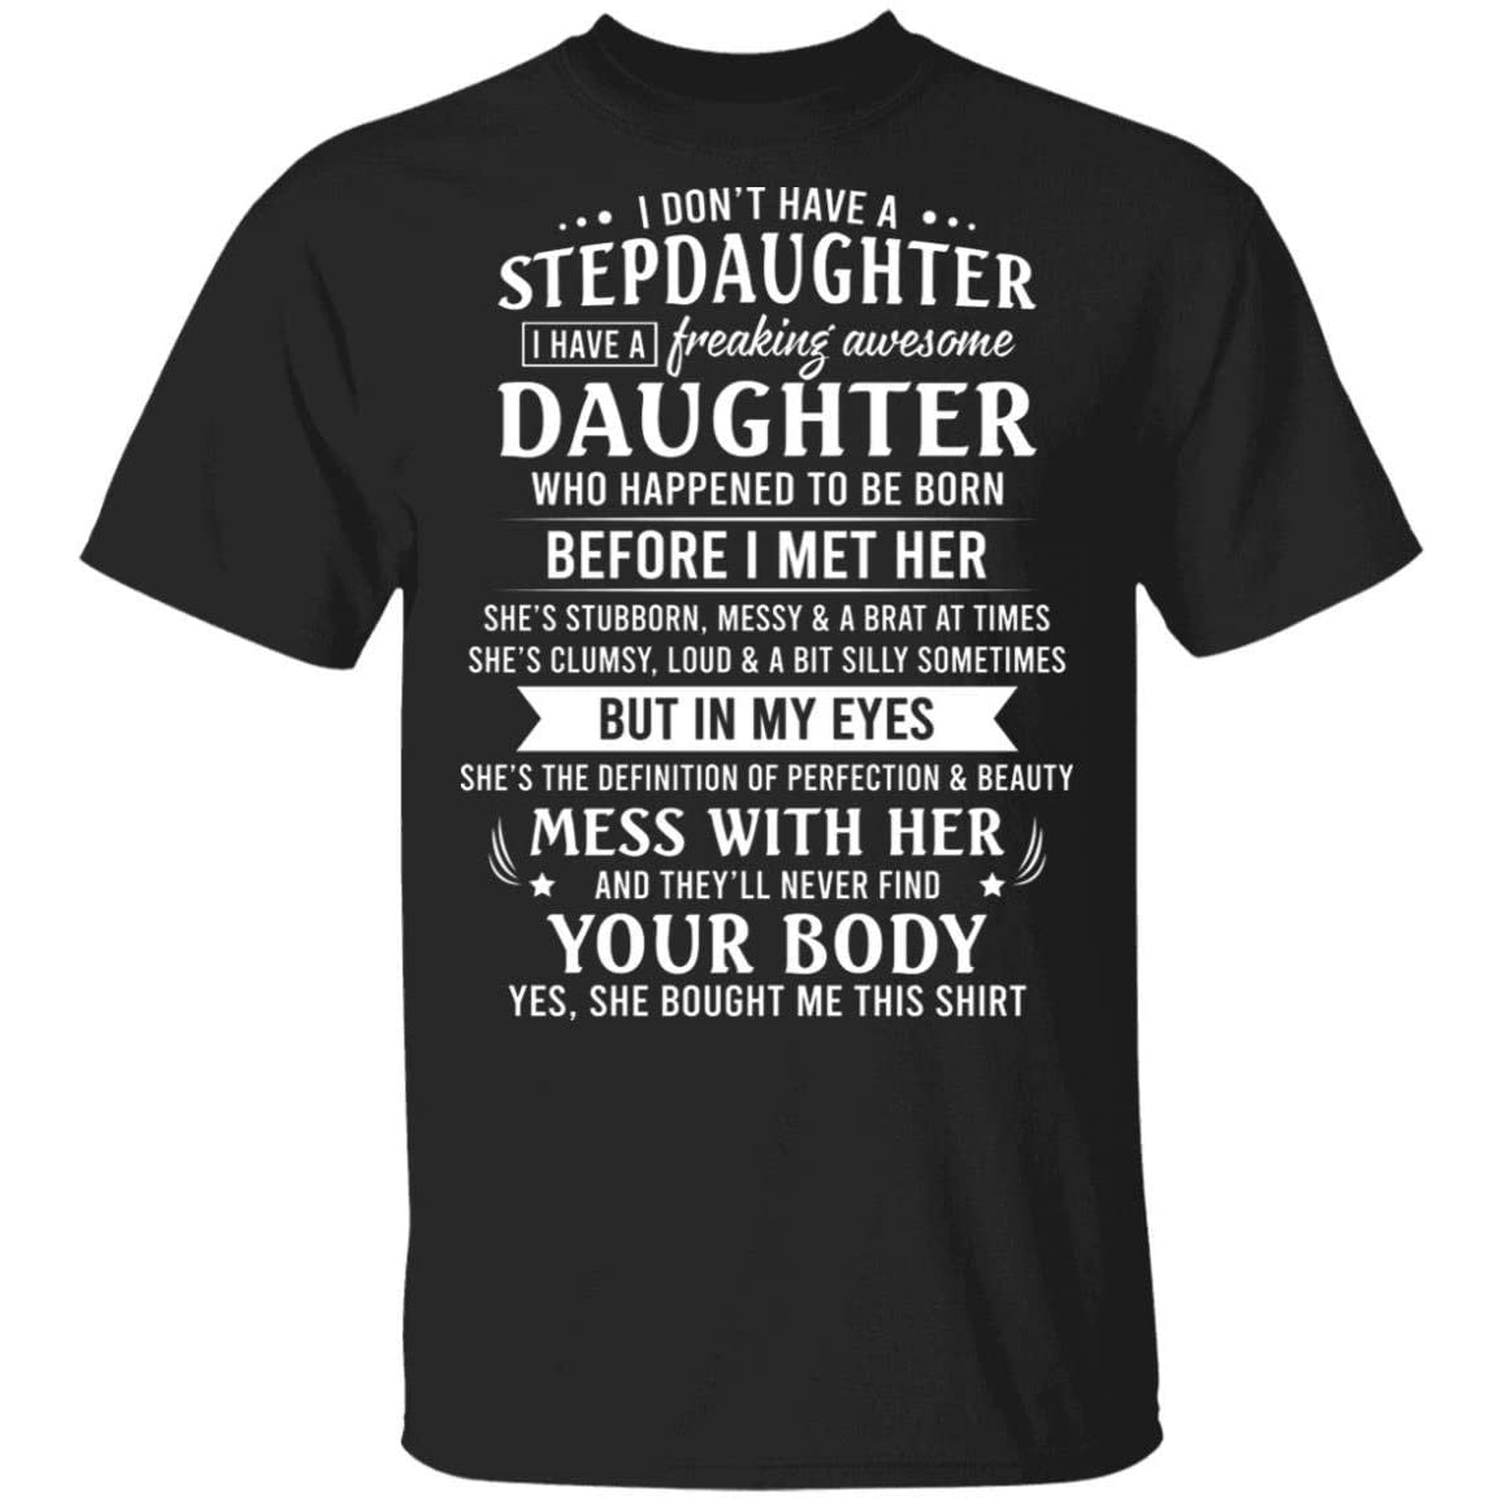 I DON'T HAVE A
STEPDAUGHTER
I HAVE A freaking awesome
DAUGHTER
WHO HAPPENED TO BE BORN
BEFORE I MET HER
SHE'S STUBBORN, MESSY & A BRAT AT TIMES
SHE'S CLUMSY, LOUD & A BIT SILLY SOMETIMES
BUT IN MY EYES
SHE'S THE DEFINITION OF PERFECTION & BEAUTY
MESS WITH HER
AND THEY'LL NEVER FIND
YOUR BODY
YES, SHE BOUGHT ME THIS SHIRT